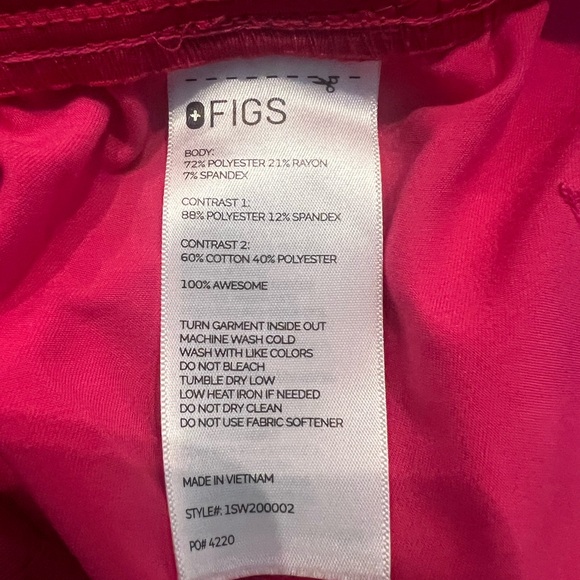 FIGS
BODY:
72% POLYESTER 21% RAYON
7% SPANDEX
CONTRAST 1:
88% POLYESTER 12% SPANDEX
CONTRAST 2:
60% COTTON 40% POLYESTER
100% AWESOME
TURN GARMENT INSIDE OUT
MACHINE WASH COLD
WASH WITH LIKE COLORS
DO NOT BLEACH
TUMBLE DRY LOW
LOW HEAT IRON IF NEEDED
DO NOT DRY CLEAN
DO NOT USE FABRIC SOFTENER
MADE IN VIETNAM
STYLE#: 1SW200002
PO# 4220